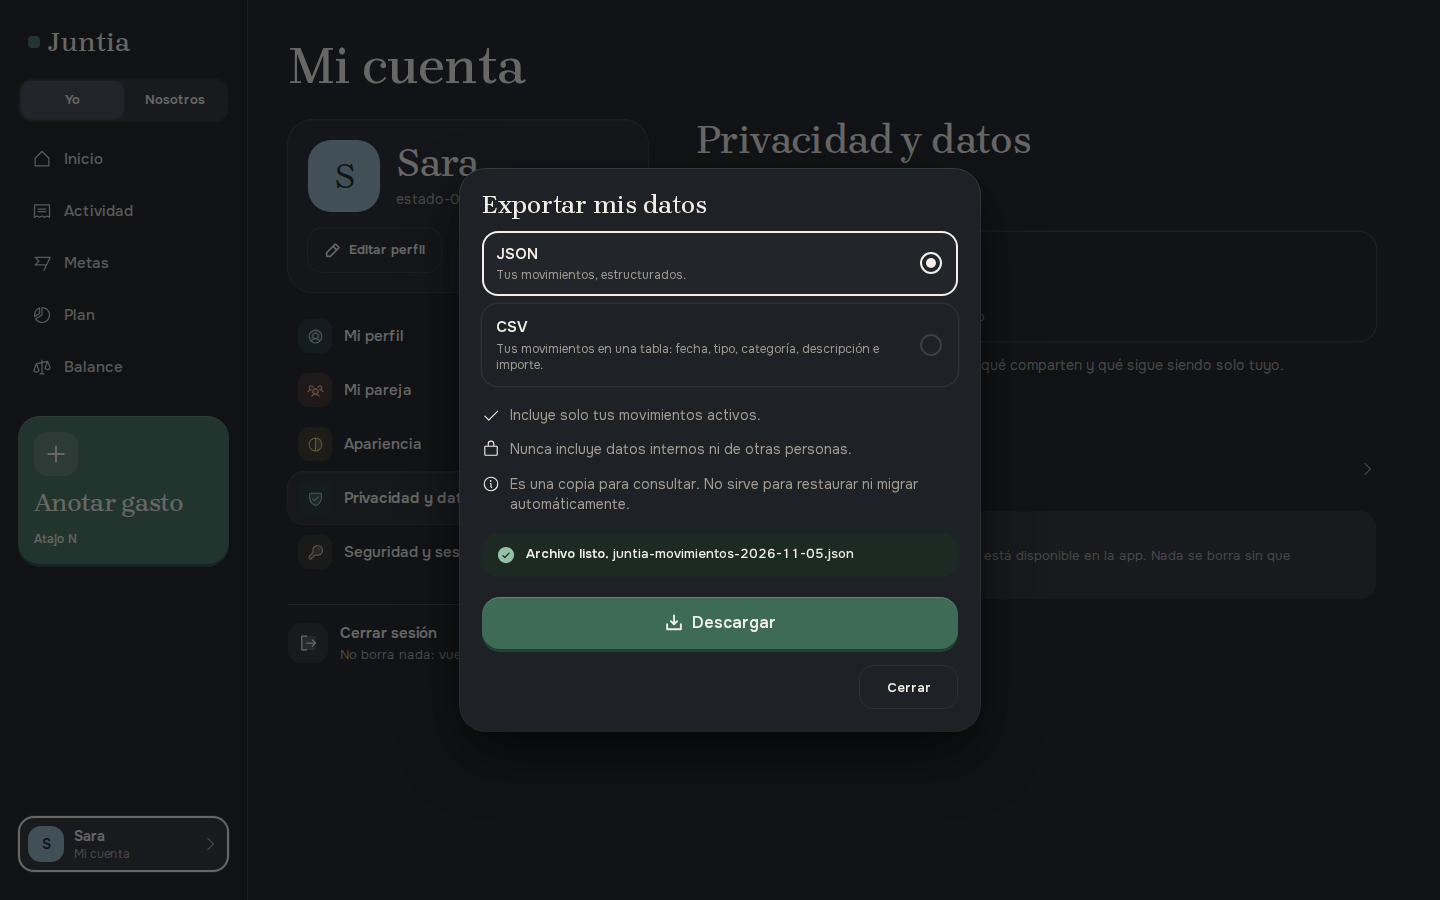 Juntia
Yo
Nosotros
Inicio
Actividad
Metas
Plan
Balance
Anotar gasto
Atajo N
S
Sara
Mi cuenta
Mi cuenta
S
Sara
estado-0
Editar perfil
Mi perfil
Mi pareja
Apariencia
Privacidad y dat
Seguridad y ses
Cerrar sesión
No borra nada: vue
Privacidad y datos
qué comparten y qué sigue siendo solo tuyo.
está disponible en la app. Nada se borra sin que
Exportar mis datos
JSON
Tus movimientos, estructurados.
CSV
Tus movimientos en una tabla: fecha, tipo, categoría, descripción e
importe.
Incluye solo tus movimientos activos.
Nunca incluye datos internos ni de otras personas.
Es una copia para consultar. No sirve para restaurar ni migrar
automáticamente.
Archivo listo. juntia-movimientos-2026-11-05.json
Descargar
Cerrar